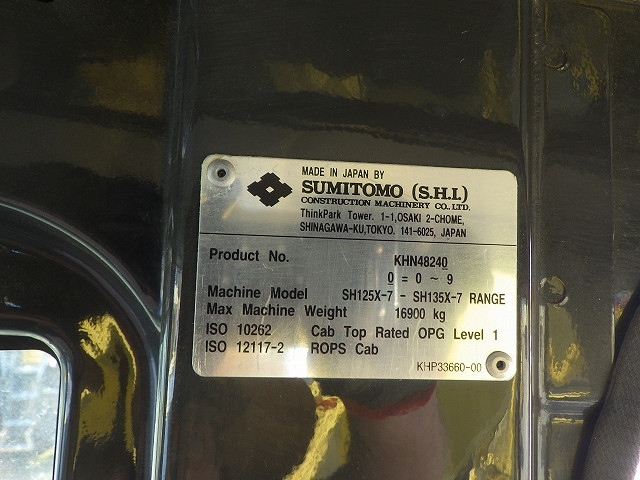 MADE IN JAPAN BY
SUMITOMO (S.H.I.)
CONSTRUCTION MACHINERY CO., LTD.
ThinkPark Tower. 1-1,OSAKI 2-CHOME,
SHINAGAWA-KU,TOKYO. 141-6025, JAPAN
Product No. KHN48240
0 = 0 ~ 9
Machine Model SH125X-7 - SH135X-7 RANGE
Max Machine Weight 16900 kg
ISO 10262 Cab Top Rated OPG Level 1
ISO 12117-2 ROPS Cab
KHP33660-00